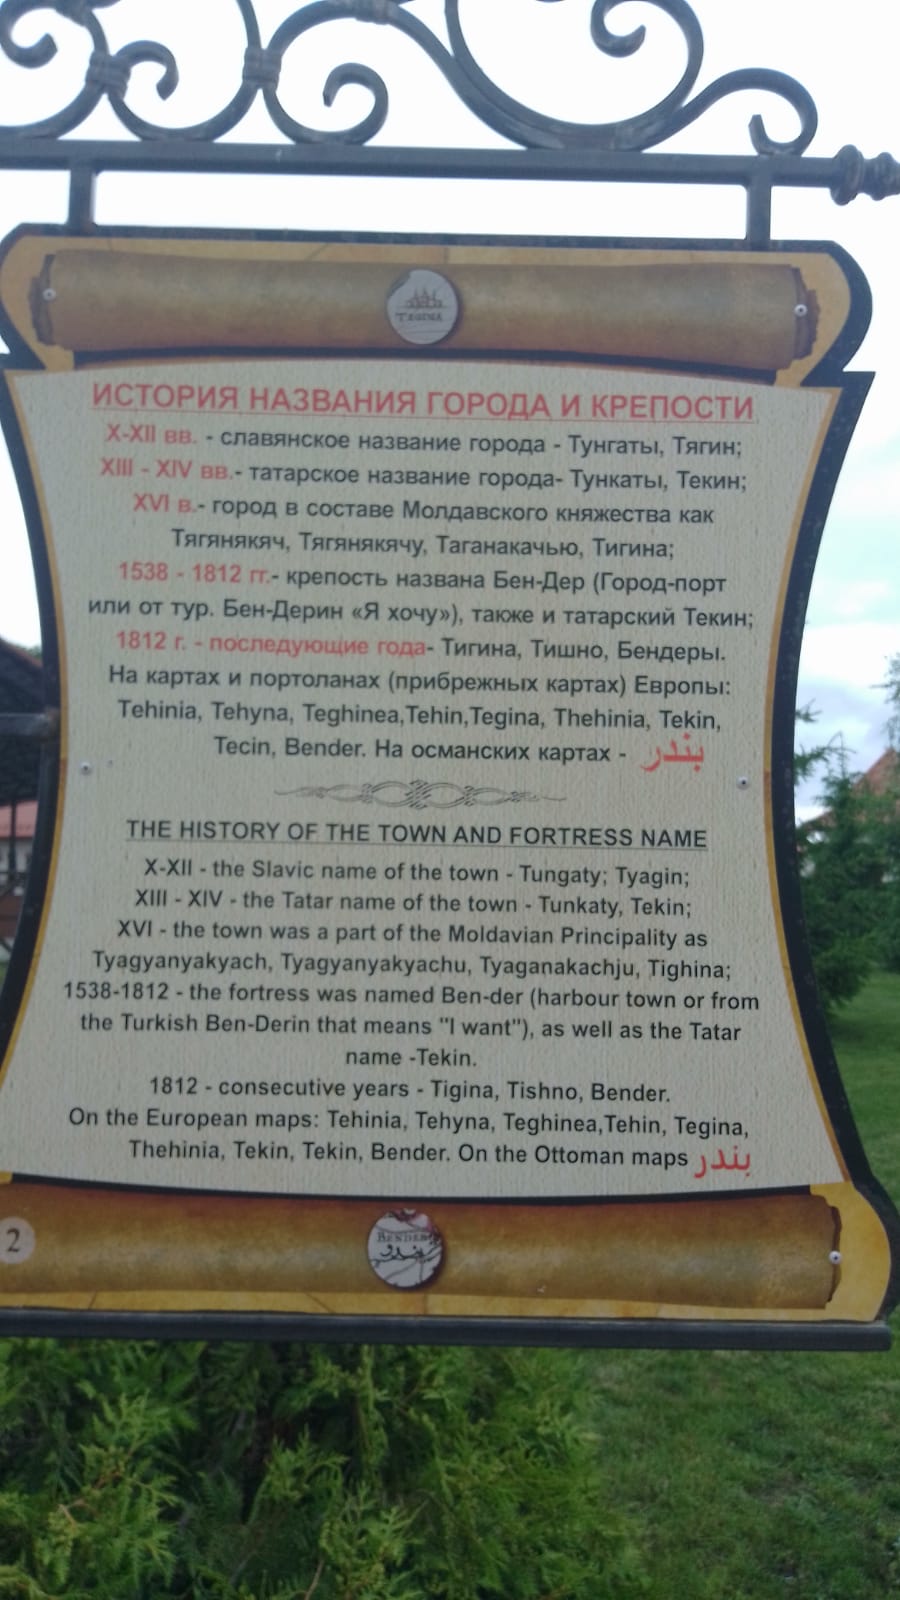 TEGINA
ИСТОРИЯ НАЗВАНИЯ ГОРОДА И КРЕПОСТИ
X-XII вв. - славянское название города - Тунгаты, Тягин;
XIII - XIV вв.- татарское название города- Тункаты, Текин;
XVI в.- город в составе Молдавского княжества как
Тягянякяч, Тягянякячу, Таганакачью, Тигина;
1538 - 1812 гг.- крепость названа Бен-Дер (Город-порт
или от тур. Бен-Дерин «Я хочу»), также и татарский Текин;
1812 г. - последующие года- Тигина, Тишно, Бендеры.
На картах и портоланах (прибрежных картах) Европы:
Tehinia, Tehyna, Teghinea,Tehin,Tegina, Thehinia, Tekin,
Tecin, Bender. На османских картах - بندر
THE HISTORY OF THE TOWN AND FORTRESS NAME
X-XII - the Slavic name of the town - Tungaty; Tyagin;
XIII - XIV - the Tatar name of the town - Tunkaty, Tekin;
XVI - the town was a part of the Moldavian Principality as
Tyagyanyakyach, Tyagyanyakyachu, Tyaganakachju, Tighina;
1538-1812 - the fortress was named Ben-der (harbour town or from
the Turkish Ben-Derin that means "I want"), as well as the Tatar
name -Tekin.
1812 - consecutive years - Tigina, Tishno, Bender.
On the European maps: Tehinia, Tehyna, Teghinea,Tehin, Tegina,
Thehinia, Tekin, Tekin, Bender. On the Ottoman maps بندر
2
BENDER